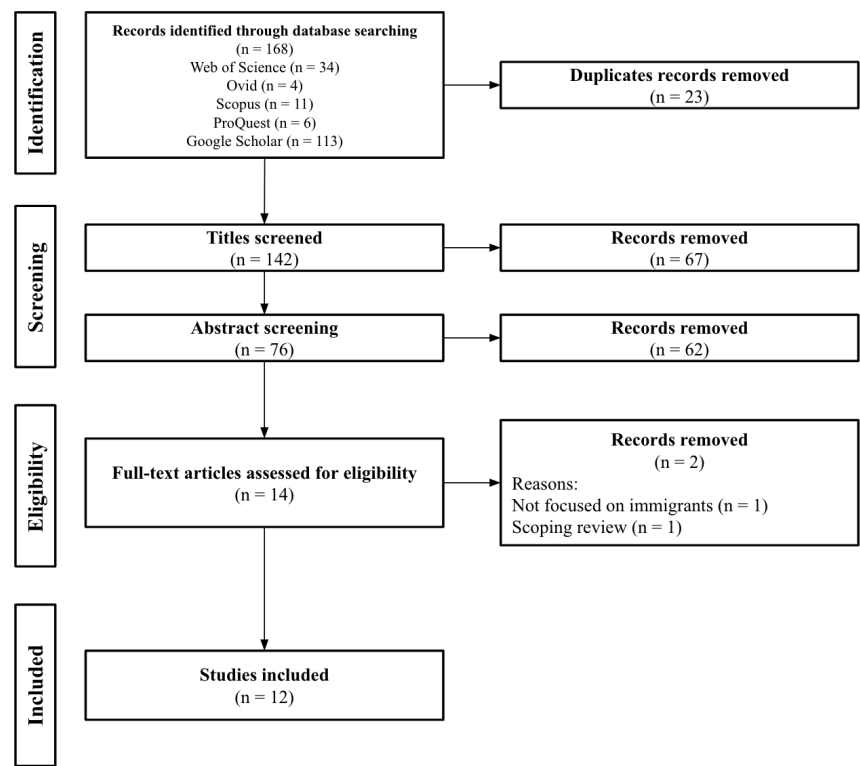 Identification
Records identified through database searching
(n = 168)
Web of Science (n = 34)
Ovid (n = 4)
Scopus (n = 11)
ProQuest (n = 6)
Google Scholar (n = 113)
Duplicates records removed
(n = 23)
Screening
Titles screened
(n = 142)
Records removed
(n = 67)
Abstract screening
(n = 76)
Records removed
(n = 62)
Eligibility
Full-text articles assessed for eligibility
(n = 14)
Records removed
(n = 2)
Reasons:
Not focused on immigrants (n = 1)
Scoping review (n = 1)
Included
Studies included
(n = 12)